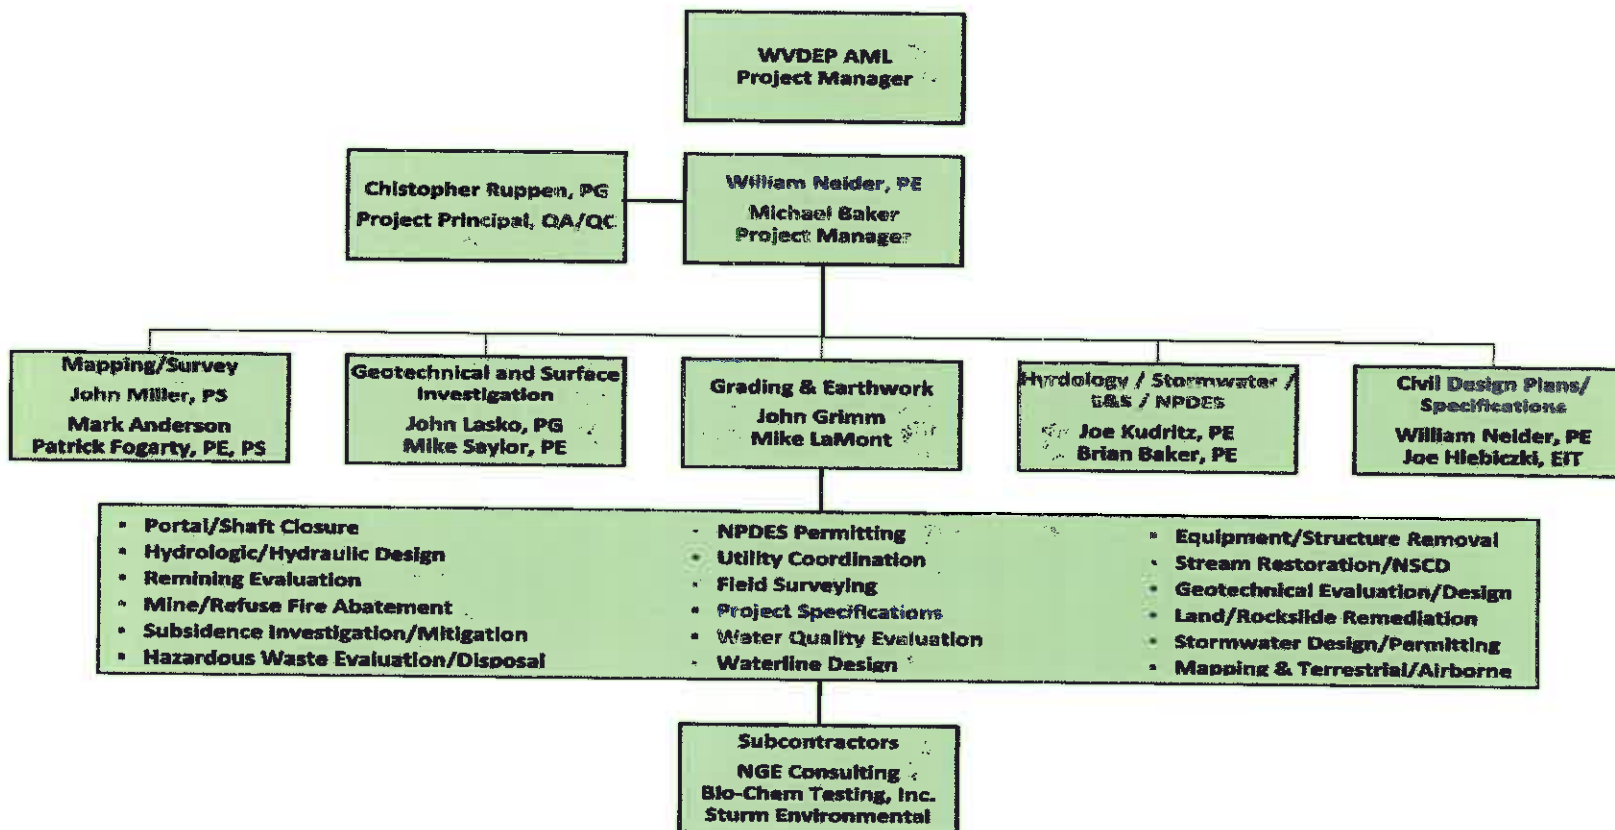 WVDEP AML
Project Manager
Chistopher Ruppen, PG
Project Principal, QA/QC
William Neider, PE
Michael Baker
Project Manager
Mapping/Survey
John Miller, PS
Mark Anderson
Patrick Fogarty, PE, PS
Geotechnical and Surface
Investigation
John Lasko, PG
Mike Saylor, PE
Grading & Earthwork
John Grimm
Mike LaMont
Hyrdology / Stormwater /
E&S / NPDES
Joe Kudritz, PE
Brian Baker, PE
Civil Design Plans/
Specifications
William Neider, PE
Joe Hlebiczki, EIT
• Portal/Shaft Closure
• Hydrologic/Hydraulic Design
• Remining Evaluation
• Mine/Refuse Fire Abatement
• Subsidence Investigation/Mitigation
• Hazardous Waste Evaluation/Disposal
• NPDES Permitting
• Utility Coordination
• Field Surveying
• Project Specifications
• Water Quality Evaluation
• Waterline Design
• Equipment/Structure Removal
• Stream Restoration/NSCD
• Geotechnical Evaluation/Design
• Land/Rockslide Remediation
• Stormwater Design/Permitting
• Mapping & Terrestrial/Airborne
Subcontractors
NGE Consulting
Bio-Chem Testing, Inc.
Sturm Environmental